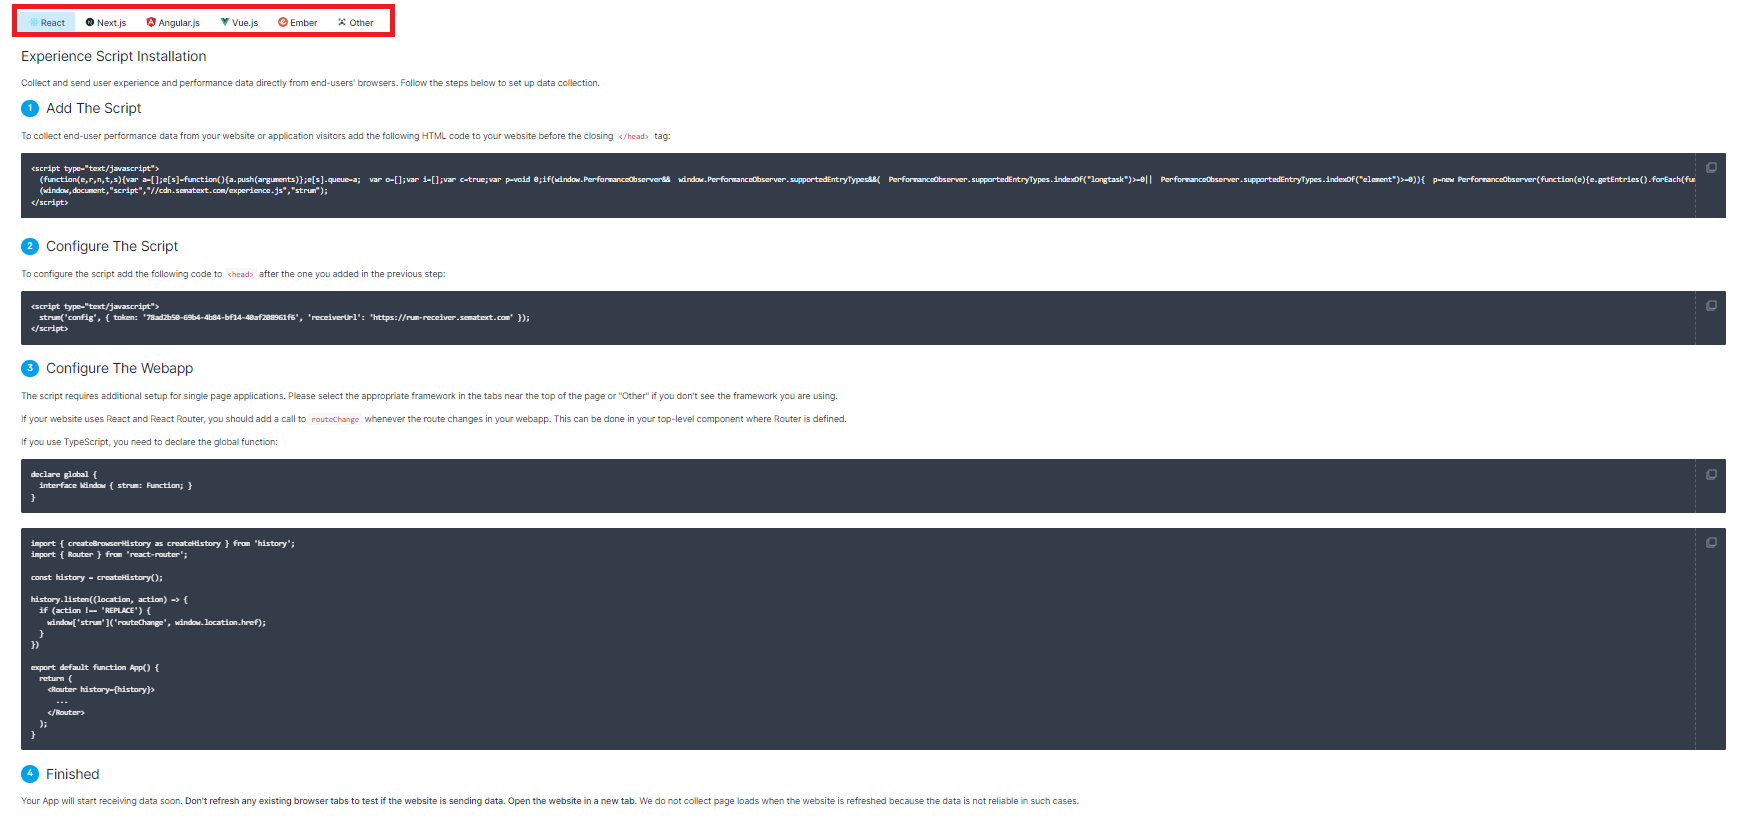 React Next.js Angular.js Vue.js Ember Other
Experience Script Installation
Collect and send user experience and performance data directly from end-users' browsers. Follow the steps below to set up data collection.
1 Add The Script
To collect end-user performance data from your website or application visitors add the following HTML code to your website before the closing </head> tag:
<script type="text/javascript">
(function(e,r,n,t,s){var a=[];e[s]=function(){a.push(arguments)};e[s].queue=a; var o=[];var i=[];var c=true;var p=void 0;if(window.PerformanceObserver&& window.PerformanceObserver.supportedEntryTypes&&( PerformanceObserver.supportedEntryTypes.indexOf("longtask")>=0|| PerformanceObserver.supportedEntryTypes.indexOf("element")>=0)){ p=new PerformanceObserver(function(e){e.getEntries().forEach(fun
(window,document,"script","//cdn.sematext.com/experience.js","strum");
</script>
2 Configure The Script
To configure the script add the following code to <head> after the one you added in the previous step:
<script type="text/javascript">
strum('config', { token: '78ad2b50-69b4-4b84-bf14-40af208961f6', 'receiverUrl': 'https://rum-receiver.sematext.com' });
</script>
3 Configure The Webapp
The script requires additional setup for single page applications. Please select the appropriate framework in the tabs near the top of the page or "Other" if you don't see the framework you are using.
If your website uses React and React Router, you should add a call to routeChange whenever the route changes in your webapp. This can be done in your top-level component where Router is defined.
If you use TypeScript, you need to declare the global function:
declare global {
interface Window { strum: Function; }
}
import { createBrowserHistory as createHistory } from 'history';
import { Router } from 'react-router';
const history = createHistory();
history.listen((location, action) => {
if (action !== 'REPLACE') {
window['strum']('routeChange', window.location.href);
}
})
export default function App() {
return (
<Router history={history}>
...
</Router>
);
}
4 Finished
Your App will start receiving data soon. Don't refresh any existing browser tabs to test if the website is sending data. Open the website in a new tab. We do not collect page loads when the website is refreshed because the data is not reliable in such cases.